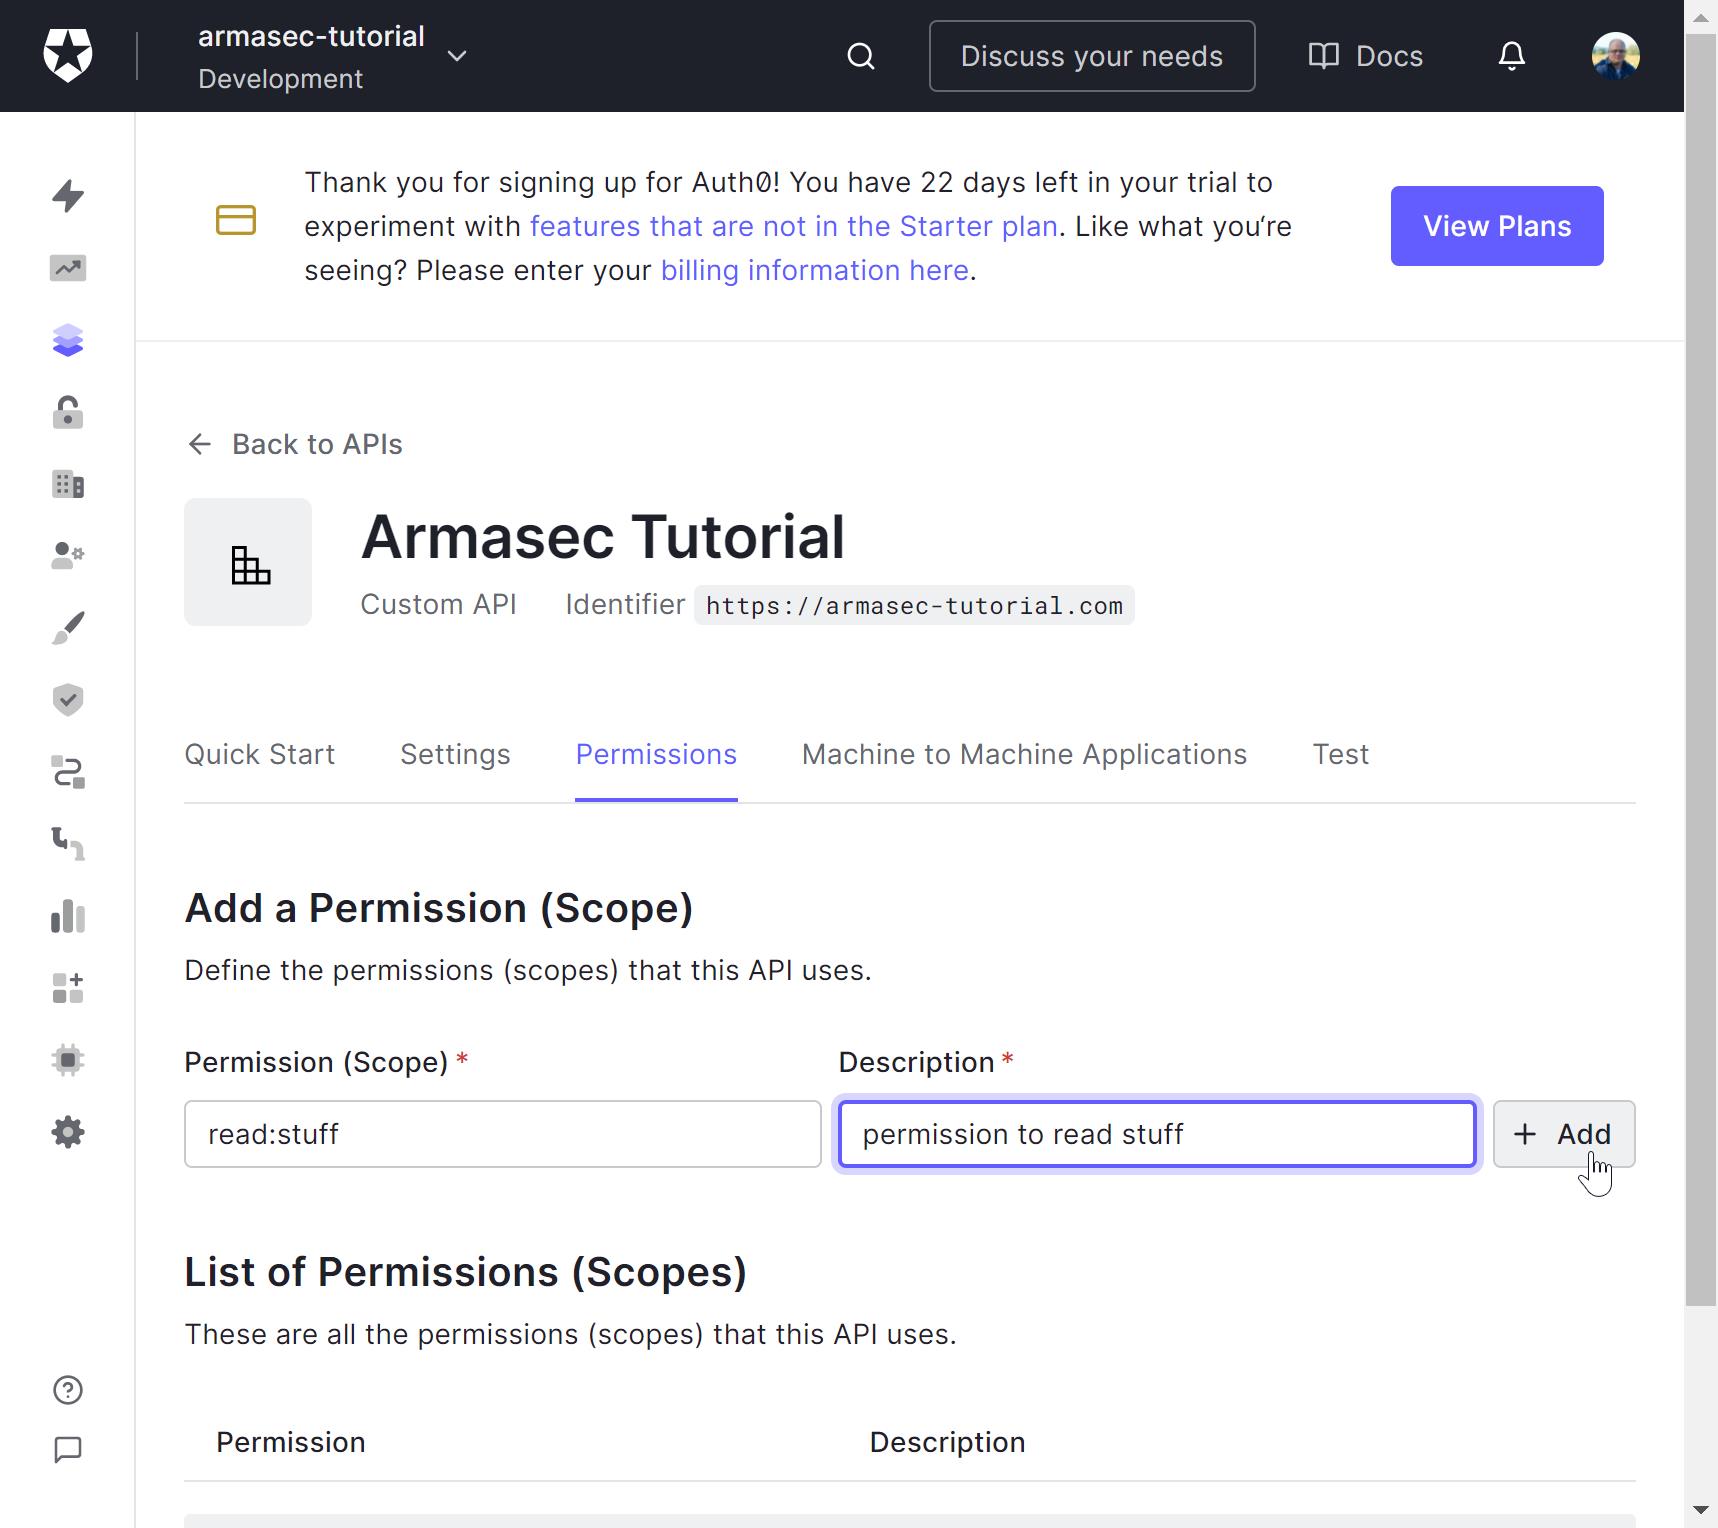 armasec-tutorial
Development
Discuss your needs
Docs
Thank you for signing up for Auth0! You have 22 days left in your trial to
experiment with features that are not in the Starter plan. Like what you’re
seeing? Please enter your billing information here.
View Plans
Back to APIs
Armasec Tutorial
Custom API Identifier https://armasec-tutorial.com
Quick Start Settings Permissions Machine to Machine Applications Test
Add a Permission (Scope)
Define the permissions (scopes) that this API uses.
Permission (Scope) * Description *
read:stuff permission to read stuff + Add
List of Permissions (Scopes)
These are all the permissions (scopes) that this API uses.
Permission Description